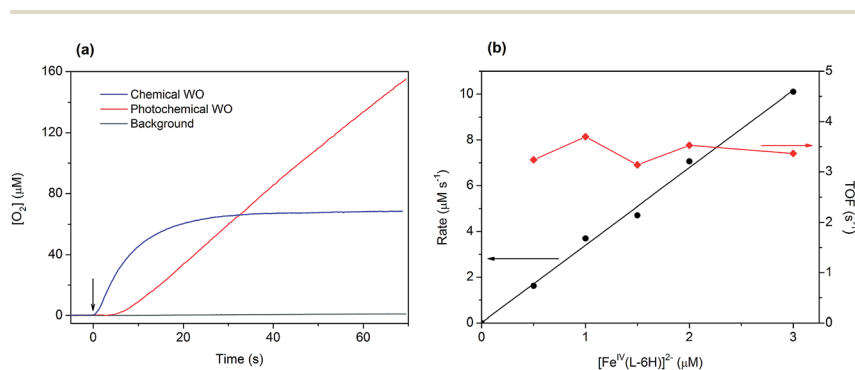 (a)
160
120
80
40
0
[O₂] (µM)
Chemical WO
Photochemical WO
Background
0 20 40 60
Time (s)
(b)
10
8
6
4
2
0
Rate (µM s⁻¹)
5
4
3
2
1
0
TOF (s⁻¹)
0 1 2 3
[Feᴵⱽ(L-6H)]²⁻ (µM)